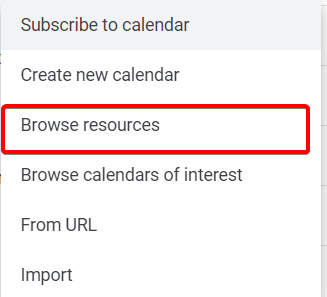 Subscribe to calendar
Create new calendar
Browse resources
Browse calendars of interest
From URL
Import